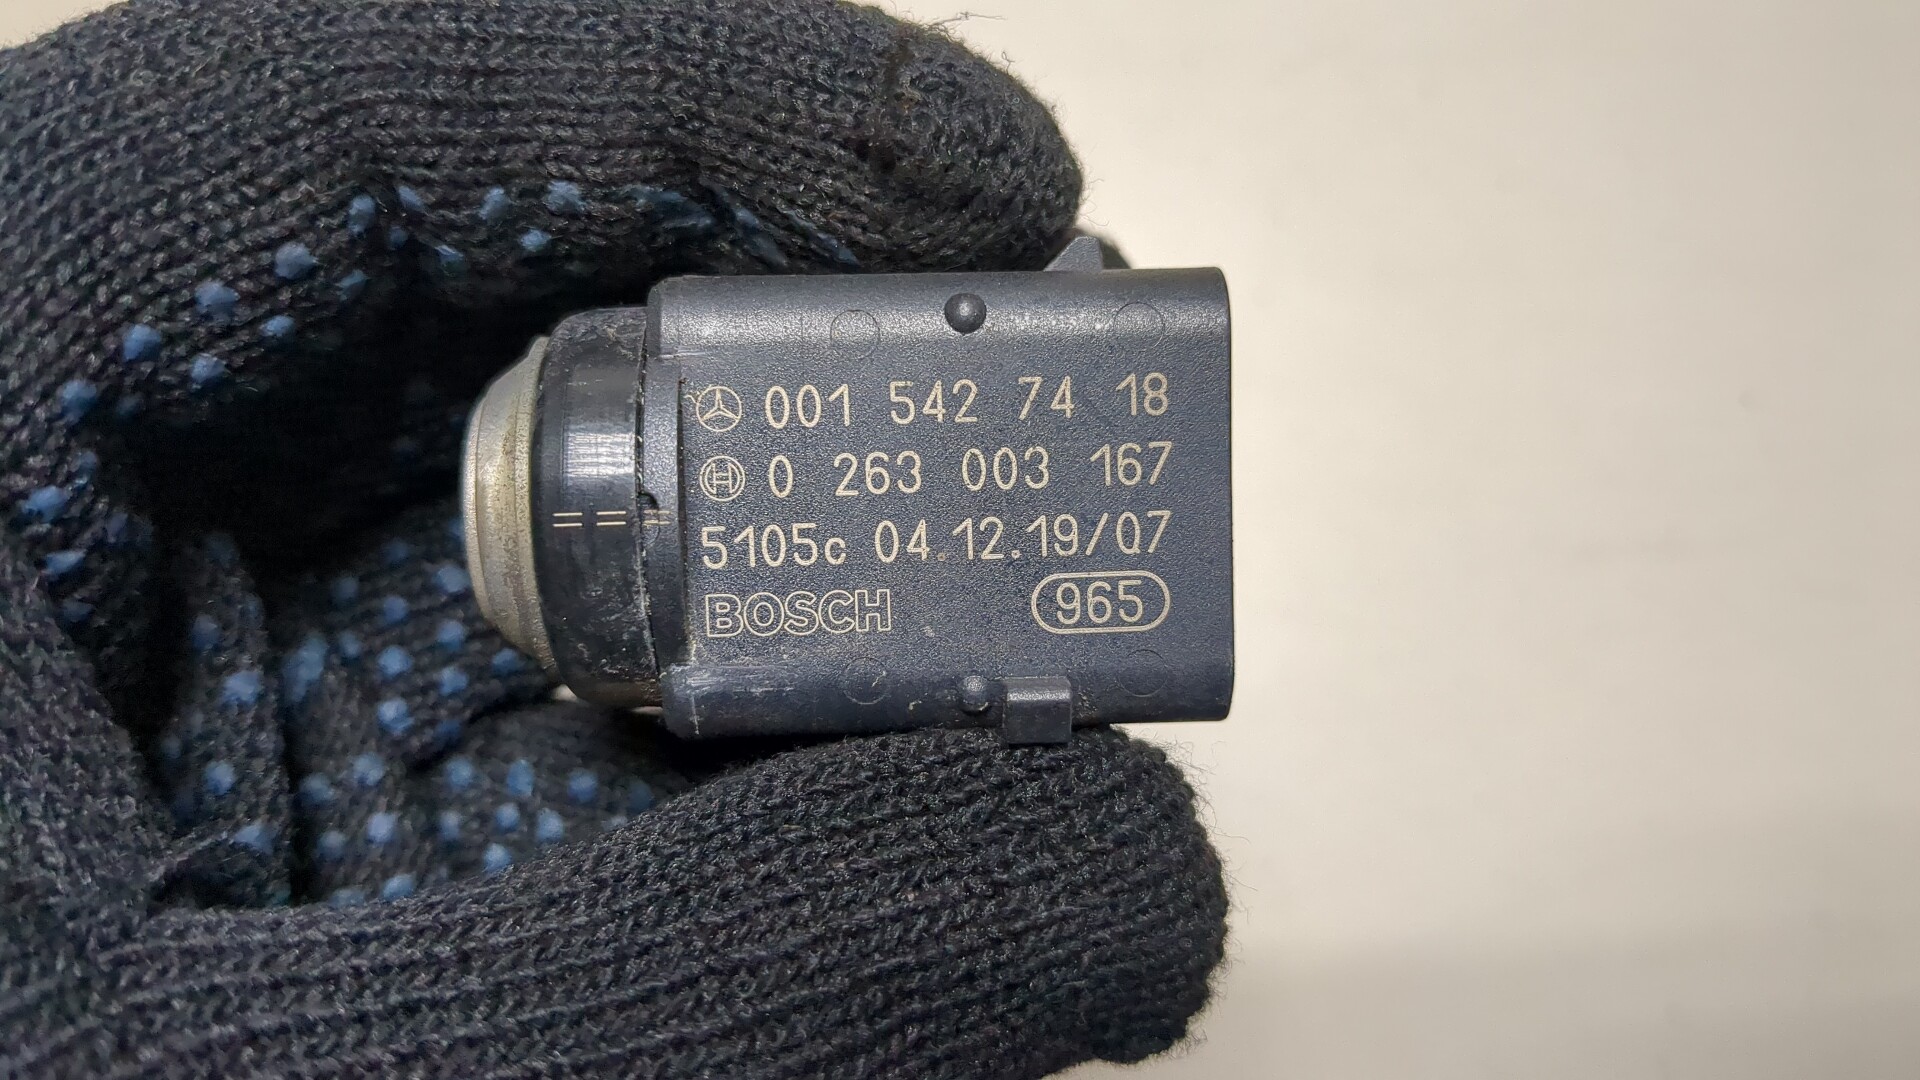 001 542 74 18
0 263 003 167
5105c 04.12.19/07
BOSCH 965